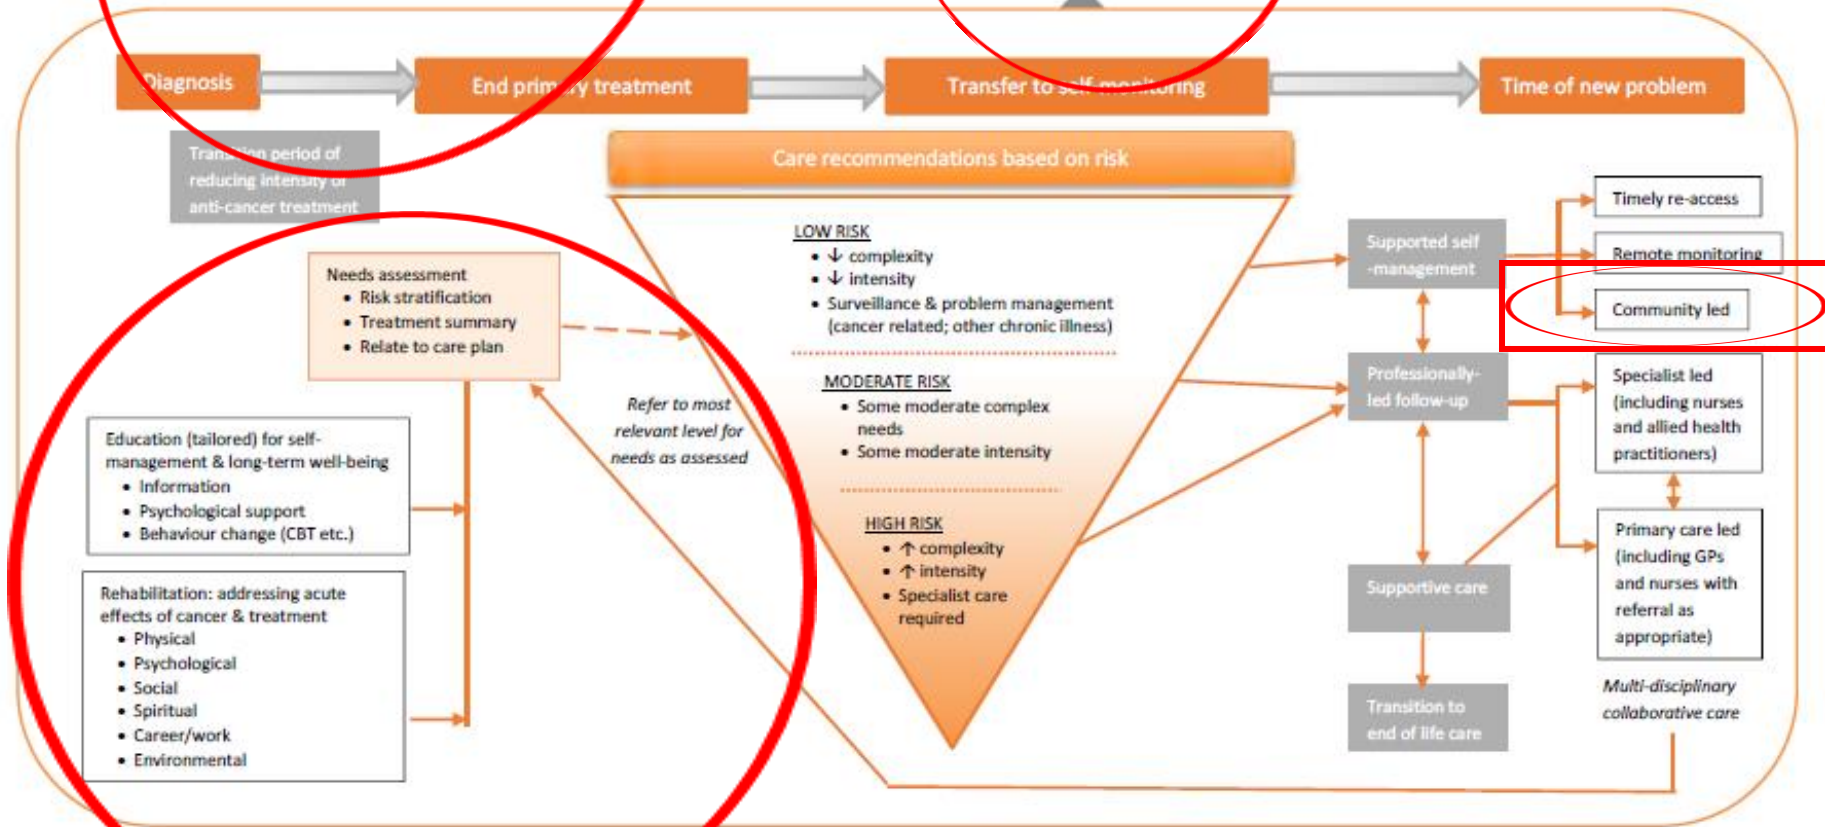 Diagnosis
End primary treatment
Transfer to self-monitoring
Time of new problem
Transition period of
reducing intensity of
anti-cancer treatment
Care recommendations based on risk
Needs assessment
• Risk stratification
• Treatment summary
• Relate to care plan
Education (tailored) for self-
management & long-term well-being
• Information
• Psychological support
• Behaviour change (CBT etc.)
Rehabilitation: addressing acute
effects of cancer & treatment
• Physical
• Psychological
• Social
• Spiritual
• Career/work
• Environmental
Refer to most
relevant level for
needs as assessed
LOW RISK
• ↓ complexity
• ↓ intensity
• Surveillance & problem management
(cancer related; other chronic illness)
MODERATE RISK
• Some moderate complex
needs
• Some moderate intensity
HIGH RISK
• ↑ complexity
• ↑ intensity
• Specialist care
required
Supported self
-management
Professionally-
led follow-up
Supportive care
Transition to
end of life care
Timely re-access
Remote monitoring
Community led
Specialist led
(including nurses
and allied health
practitioners)
Primary care led
(including GPs
and nurses with
referral as
appropriate)
Multi-disciplinary
collaborative care